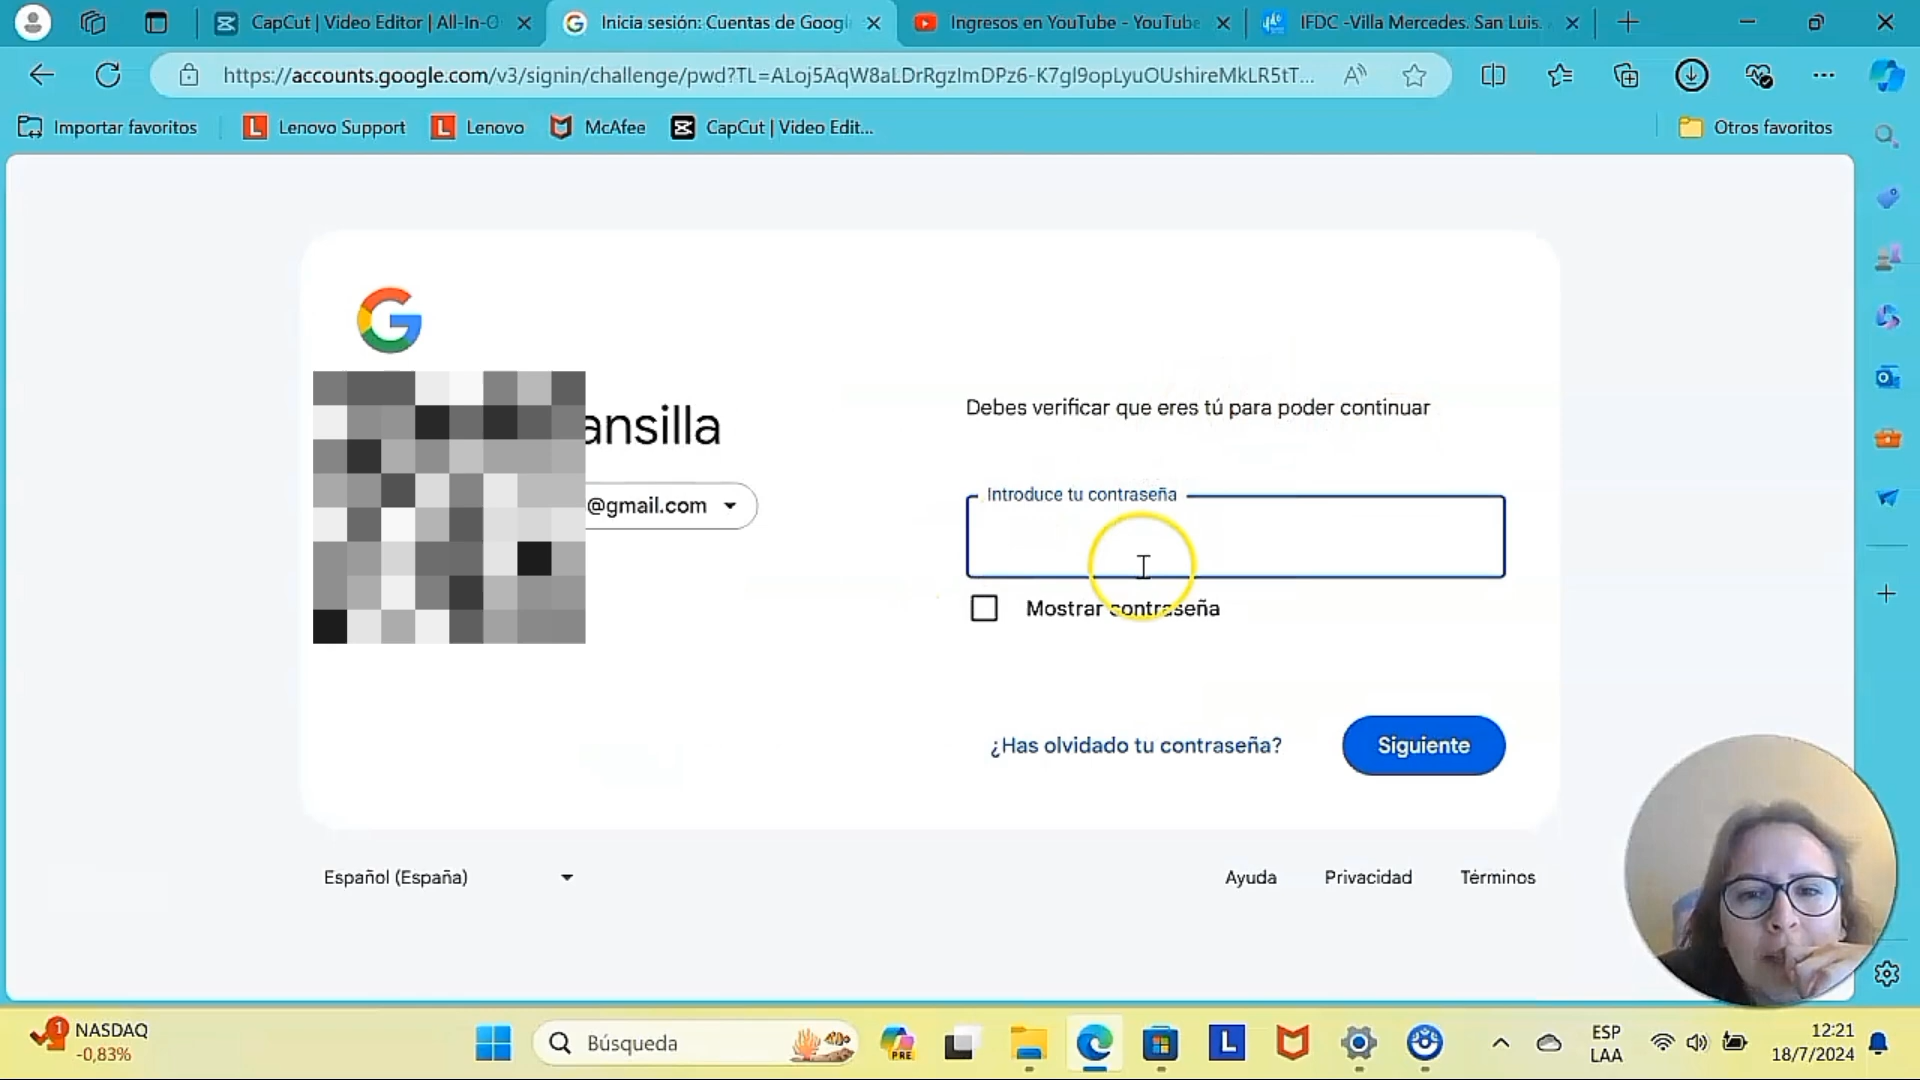 CapCut | Video Editor | All-In-O
Inicia sesión: Cuentas de Googl
Ingresos en YouTube - YouTube
IFDC -Villa Mercedes. San Luis.
https://accounts.google.com/v3/signin/challenge/pwd?TL=ALoj5AqW8aLDrRgzImDPz6-K7gl9opLyuOUshireMkLR5tT...
Importar favoritos
Lenovo Support
Lenovo
McAfee
CapCut | Video Edit...
Otros favoritos
ansilla
@gmail.com
Debes verificar que eres tú para poder continuar
Introduce tu contraseña
Mostrar contraseña
¿Has olvidado tu contraseña?
Siguiente
Español (España)
Ayuda
Privacidad
Términos
1
NASDAQ
-0,83%
Búsqueda
PRE
L
ESP
LAA
12:21
18/7/2024